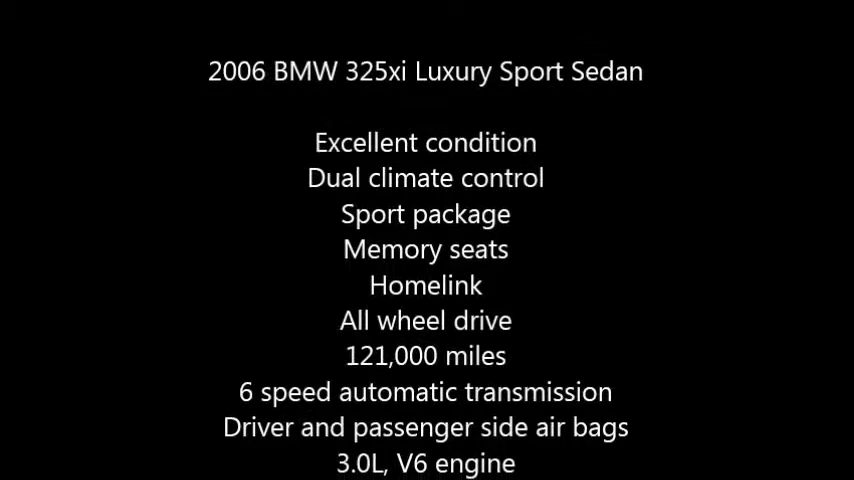 2006 BMW 325xi Luxury Sport Sedan
Excellent condition
Dual climate control
Sport package
Memory seats
Homelink
All wheel drive
121,000 miles
6 speed automatic transmission
Driver and passenger side air bags
3.0L, V6 engine